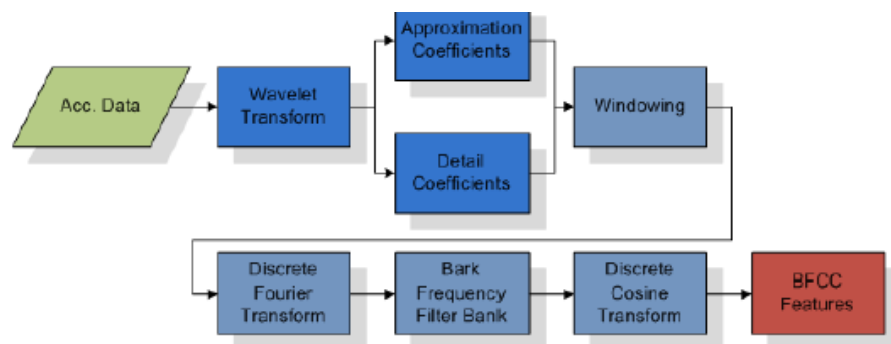 Approximation
Coefficients
Acc. Data
Wavelet
Transform
Windowing
Detail
Coefficients
Discrete
Fourier
Transform
Bark
Frequency
Filter Bank
Discrete
Cosine
Transform
BFCC
Features